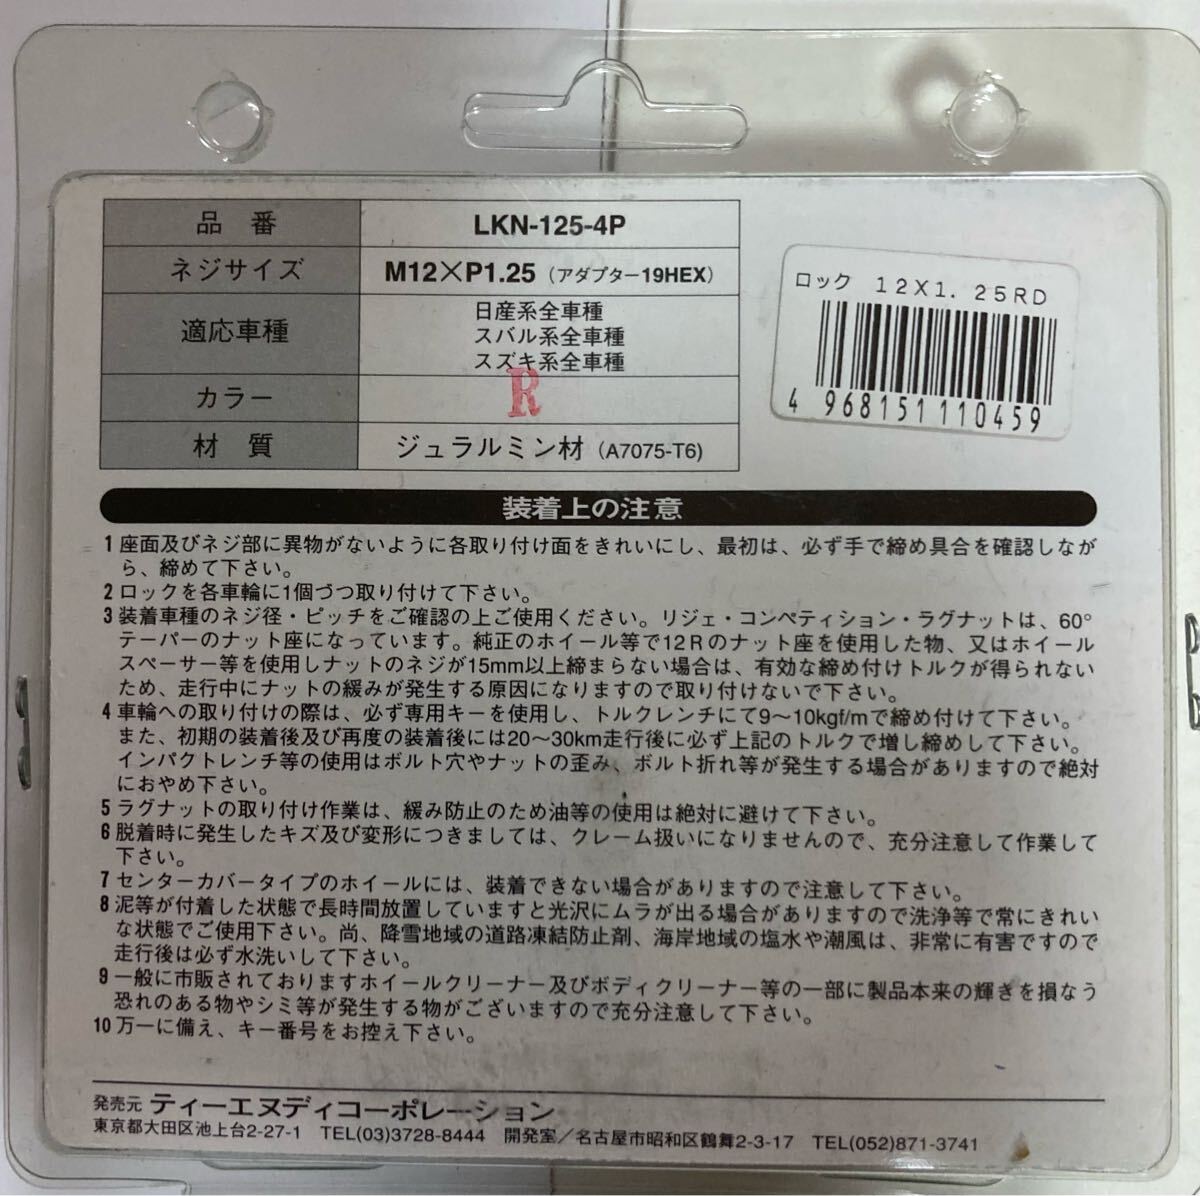 品番 LKN-125-4P
ネジサイズ M12×P1.25（アダプター19HEX）
適応車種 日産系全車種
スバル系全車種
スズキ系全車種
カラー R
材質 ジュラルミン材（A7075-T6）
ロック 12X1. 25RD
4 968151 110459
装着上の注意
1 座面及びネジ部に異物がないように各取り付け面をきれいにし、最初は、必ず手で締め具合を確認しなが
ら、締めて下さい。
2 ロックを各車輪に1個づつ取り付けて下さい。
3 装着車種のネジ径・ピッチをご確認の上ご使用ください。リジェ・コンペティション・ラグナットは、60°
テーパーのナット座になっています。純正のホイール等で12Rのナット座を使用した物、又はホイール
スペーサー等を使用しナットのネジが15mm以上締まらない場合は、有効な締め付けトルクが得られない
ため、走行中にナットの緩みが発生する原因になりますので取り付けないで下さい。
4 車輪への取り付けの際は、必ず専用キーを使用し、トルクレンチにて9〜10kgf/mで締め付けて下さい。
また、初期の装着後及び再度の装着後には20〜30km走行後に必ず上記のトルクで増し締めして下さい。
インパクトレンチ等の使用はボルト穴やナットの歪み、ボルト折れ等が発生する場合がありますので絶対
におやめ下さい。
5 ラグナットの取り付け作業は、緩み防止のため油等の使用は絶対に避けて下さい。
6 脱着時に発生したキズ及び変形につきましては、クレーム扱いになりませんので、充分注意して作業して
下さい。
7 センターカバータイプのホイールには、装着できない場合がありますので注意して下さい。
8 泥等が付着した状態で長時間放置していますと光沢にムラが出る場合がありますので洗浄等で常にきれい
な状態でご使用下さい。尚、降雪地域の道路凍結防止剤、海岸地域の塩水や潮風は、非常に有害ですので
走行後は必ず水洗いして下さい。
9 一般に市販されておりますホイールクリーナー及びボディクリーナー等の一部に製品本来の輝きを損なう
恐れのある物やシミ等が発生する物がございますので充分注意して下さい。
10 万一に備え、キー番号をお控え下さい。
発売元 ティーエヌディコーポレーション
東京都大田区池上台2-27-1 TEL(03)3728-8444 開発室／名古屋市昭和区鶴舞2-3-17 TEL(052)871-3741